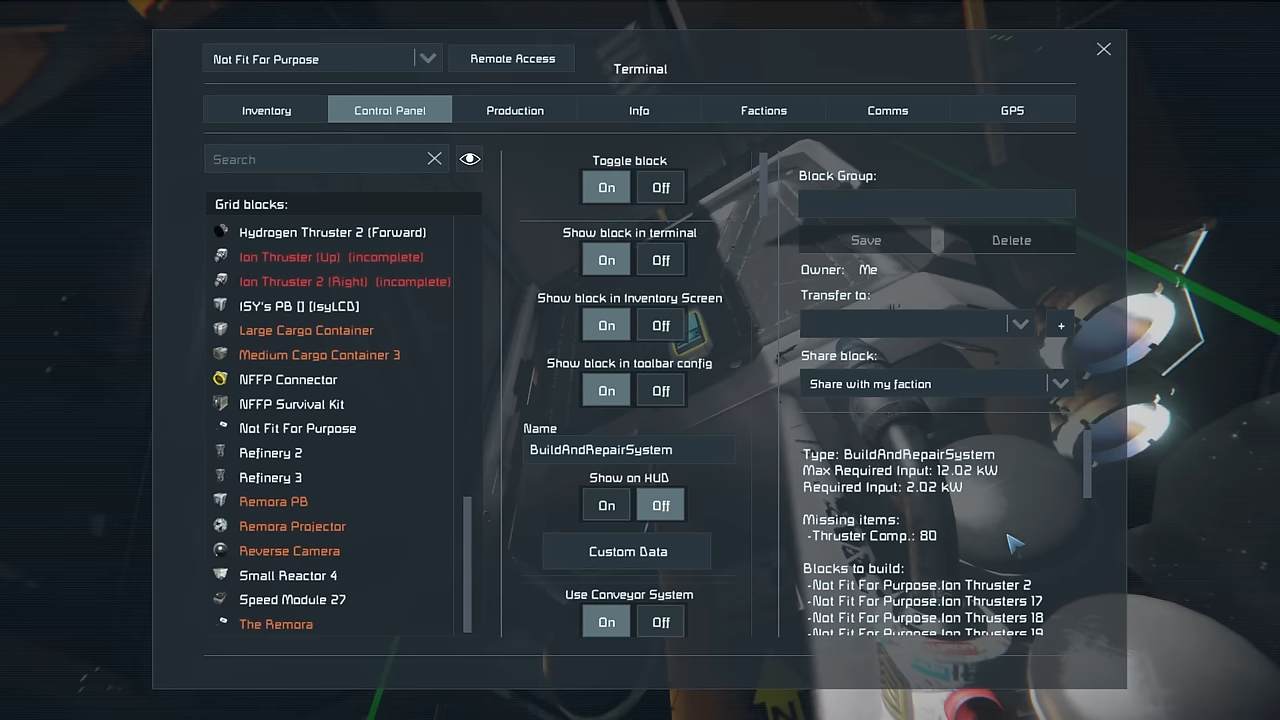 Not Fit For Purpose
Remote Access
Terminal
Inventory
Control Panel
Production
Info
Factions
Comms
GPS
Search
Grid blocks:
Hydrogen Thruster 2 (Forward)
Ion Thruster (Up) (incomplete)
Ion Thruster 2 (Right) (incomplete)
ISY's PB [] [IsyLCD]
Large Cargo Container
Medium Cargo Container 3
NFFP Connector
NFFP Survival Kit
Not Fit For Purpose
Refinery 2
Refinery 3
Remora PB
Remora Projector
Reverse Camera
Small Reactor 4
Speed Module 27
The Remora
Toggle block
On Off
Show block in terminal
On Off
Show block in Inventory Screen
On Off
Show block in toolbar config
On Off
Name
BuildAndRepairSystem
Show on HUD
On Off
Custom Data
Use Conveyor System
On Off
Block Group:
Save Delete
Owner: Me
Transfer to:
+
Share block:
Share with my faction
Type: BuildAndRepairSystem
Max Required Input: 12.02 kW
Required Input: 2.02 kW
Missing items:
-Thruster Comp.: 80
Blocks to build:
-Not Fit For Purpose.Ion Thruster 2
-Not Fit For Purpose.Ion Thrusters 17
-Not Fit For Purpose.Ion Thrusters 18
-Not Fit For Purpose.Ion Thrusters 19